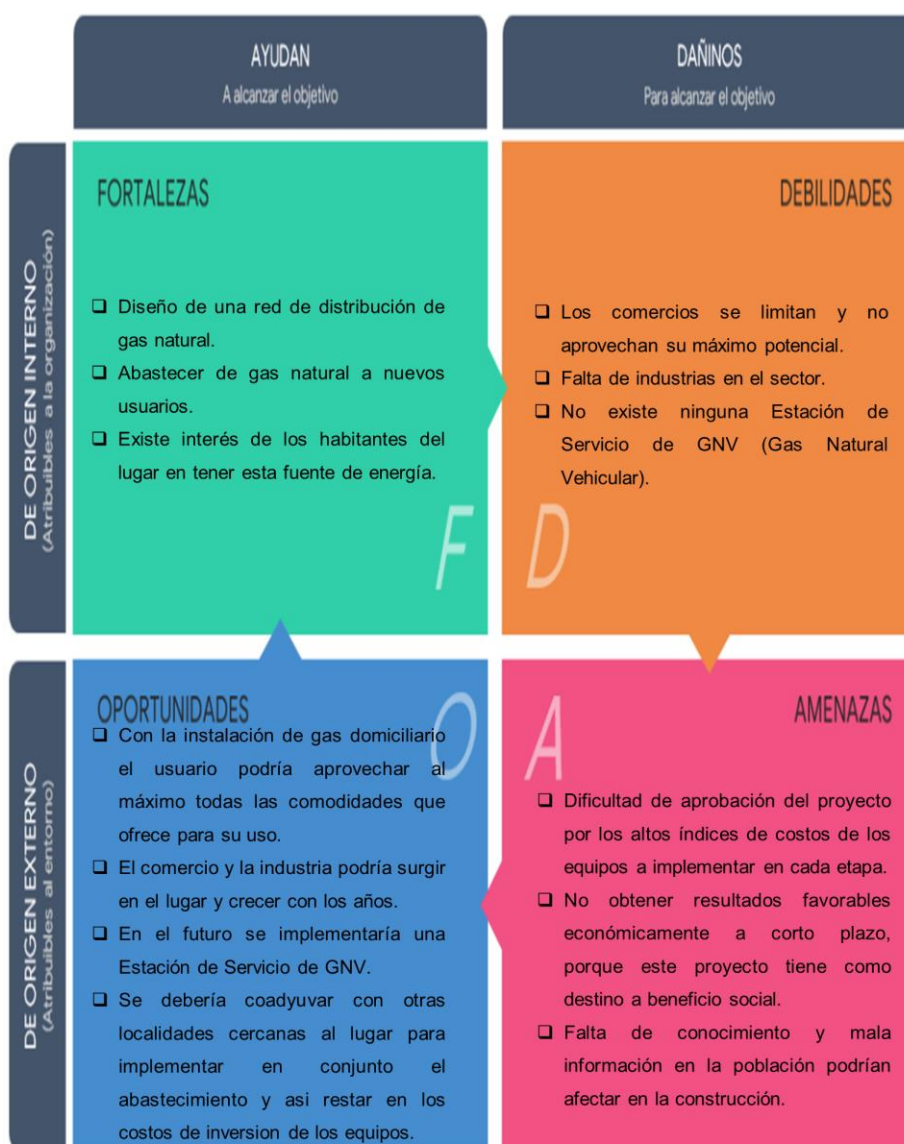 AYUDAN
A alcanzar el objetivo
DAÑINOS
Para alcanzar el objetivo
DE ORIGEN INTERNO
(Atribuibles a la organización)
FORTALEZAS
❑ Diseño de una red de distribución de
gas natural.
❑ Abastecer de gas natural a nuevos
usuarios.
❑ Existe interés de los habitantes del
lugar en tener esta fuente de energía.
F
DEBILIDADES
❑ Los comercios se limitan y no
aprovechan su máximo potencial.
❑ Falta de industrias en el sector.
❑ No existe ninguna Estación de
Servicio de GNV (Gas Natural
Vehicular).
D
DE ORIGEN EXTERNO
(Atribuibles al entorno)
OPORTUNIDADES
❑ Con la instalación de gas domiciliario
el usuario podría aprovechar al
máximo todas las comodidades que
ofrece para su uso.
❑ El comercio y la industria podría surgir
en el lugar y crecer con los años.
❑ En el futuro se implementaría una
Estación de Servicio de GNV.
❑ Se debería coadyuvar con otras
localidades cercanas al lugar para
implementar en conjunto el
abastecimiento y asi restar en los
costos de inversion de los equipos.
O
A
AMENAZAS
❑ Dificultad de aprobación del proyecto
por los altos índices de costos de los
equipos a implementar en cada etapa.
❑ No obtener resultados favorables
económicamente a corto plazo,
porque este proyecto tiene como
destino a beneficio social.
❑ Falta de conocimiento y mala
información en la población podrían
afectar en la construcción.